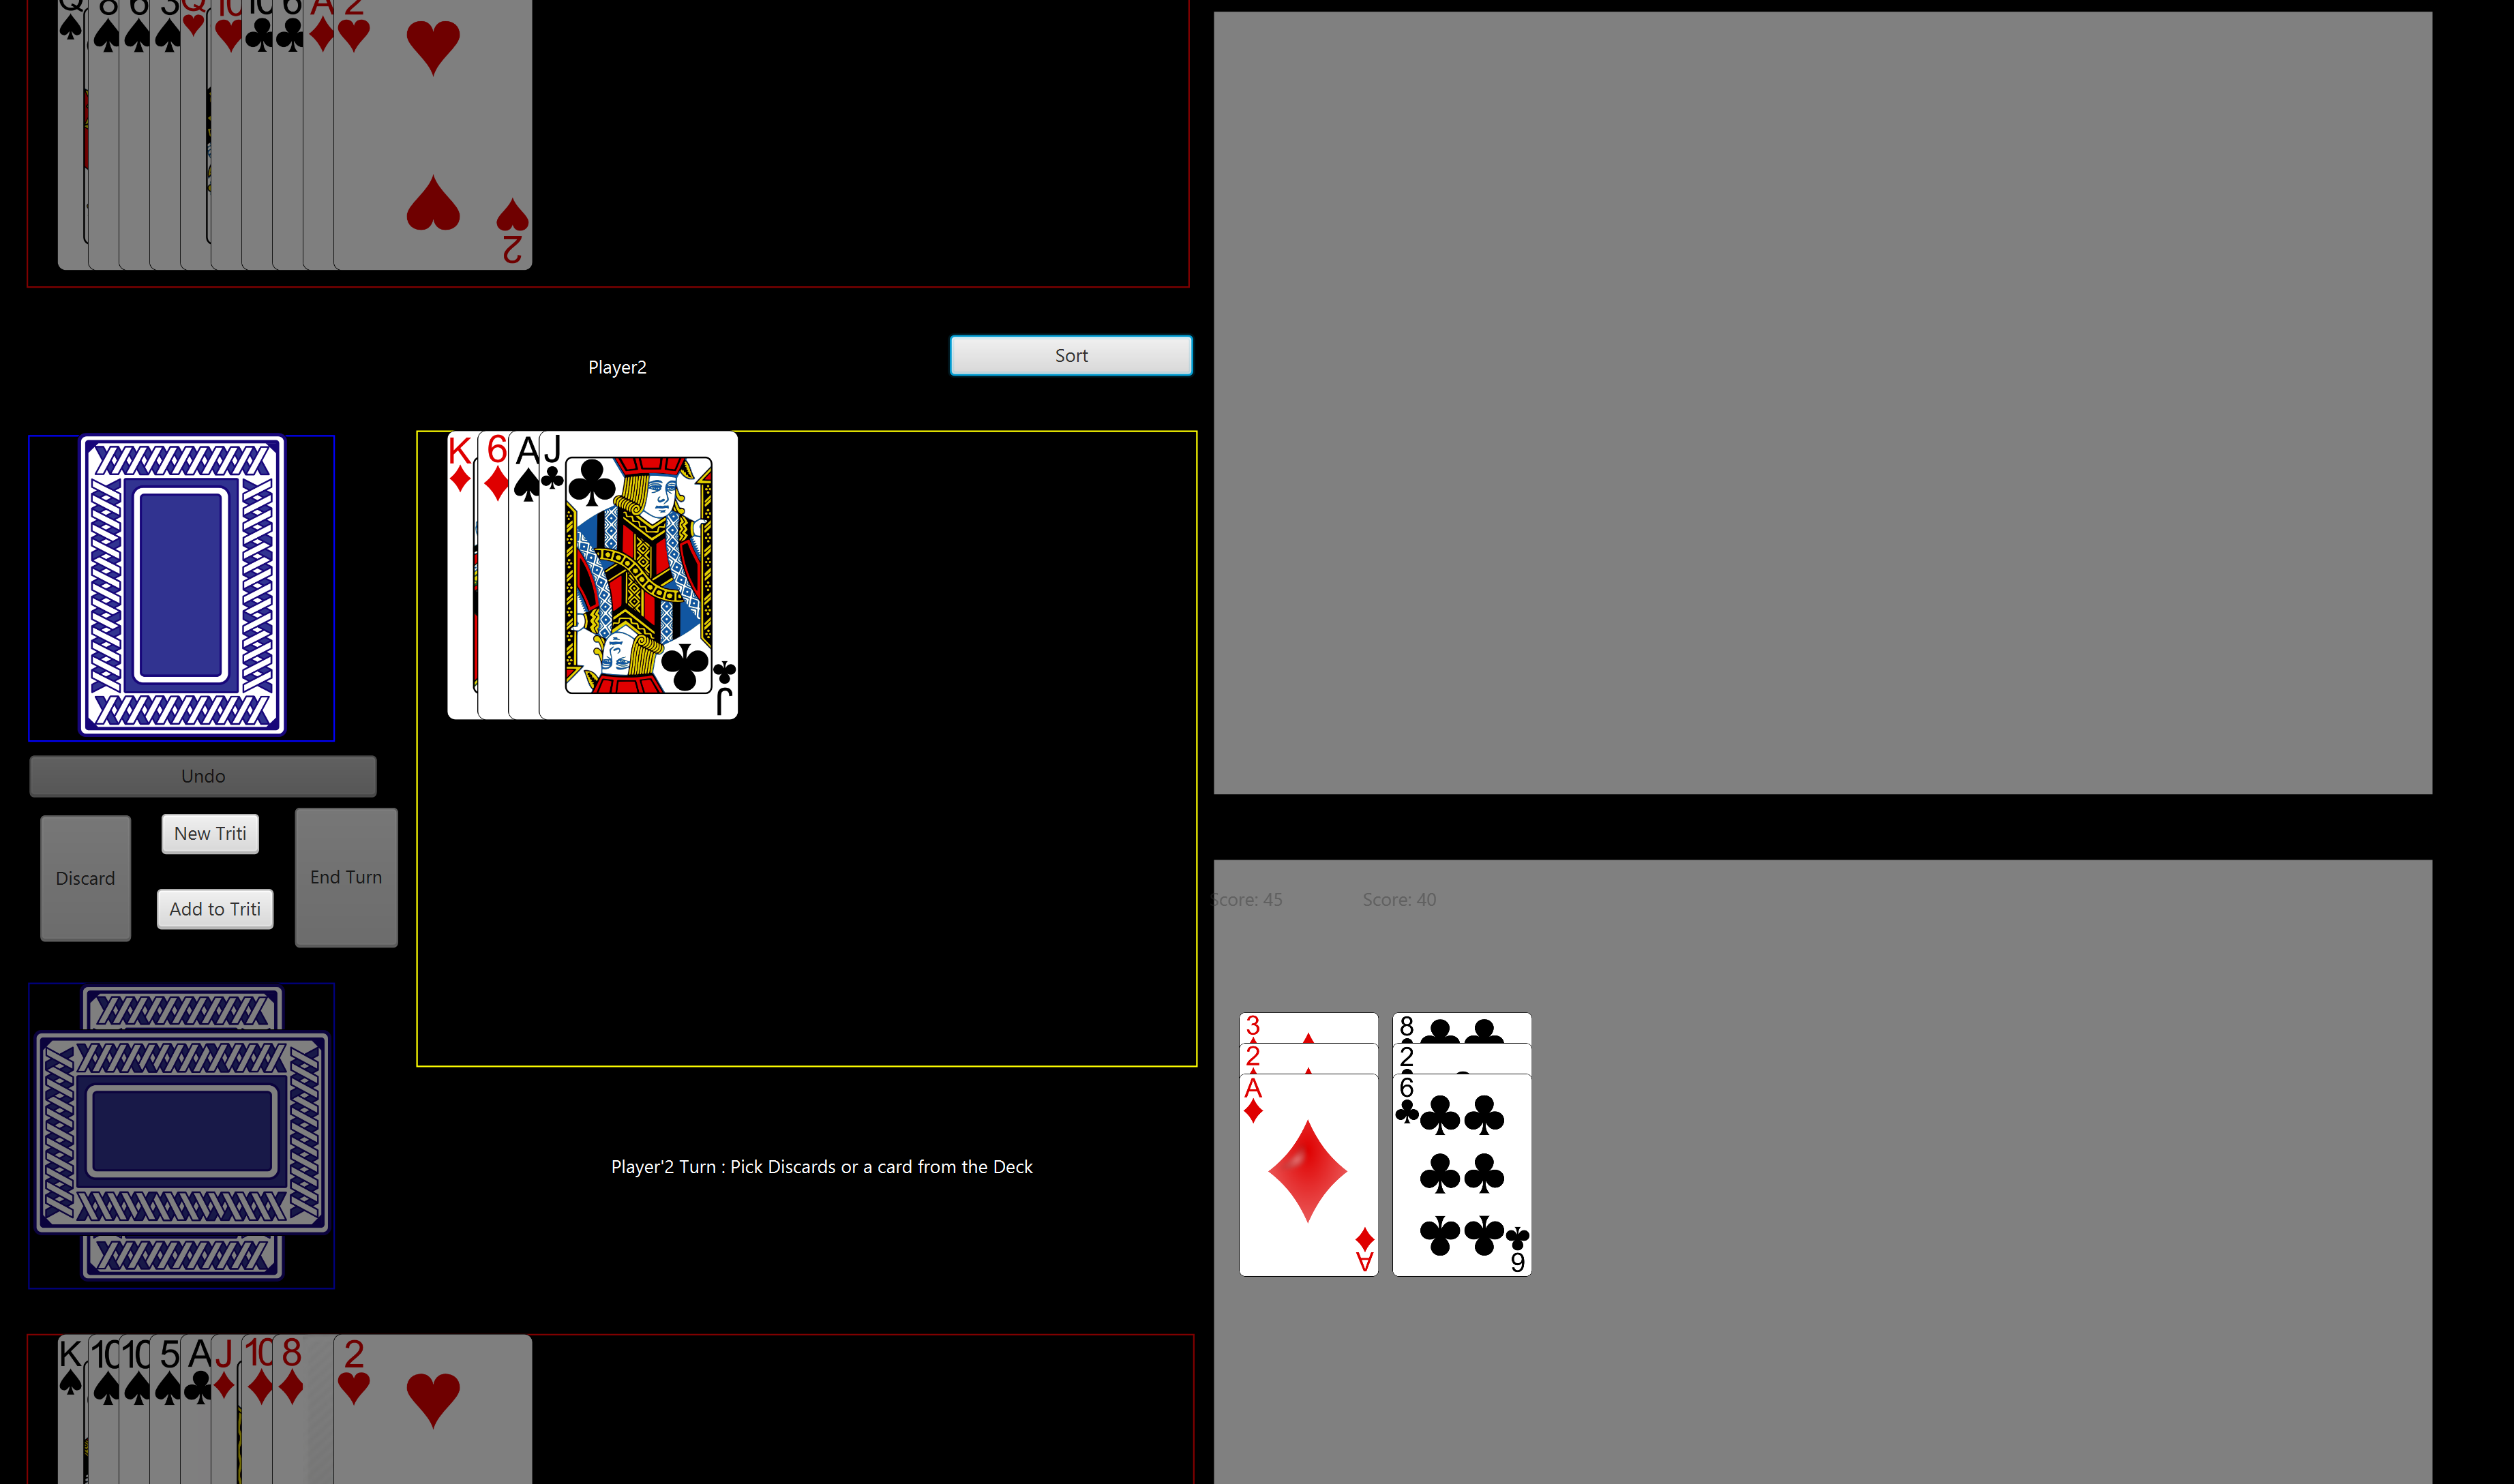 Q 8 6 3 Q 10 10 6 A 2
2
Sort
Player2
K 6 A J
J
Undo
New Triti
Discard
End Turn
Add to Triti
Score: 45
Score: 40
3 8
2 2
A 6
A 6
Player'2 Turn : Pick Discards or a card from the Deck
K 10 10 5 A J 10 8 2